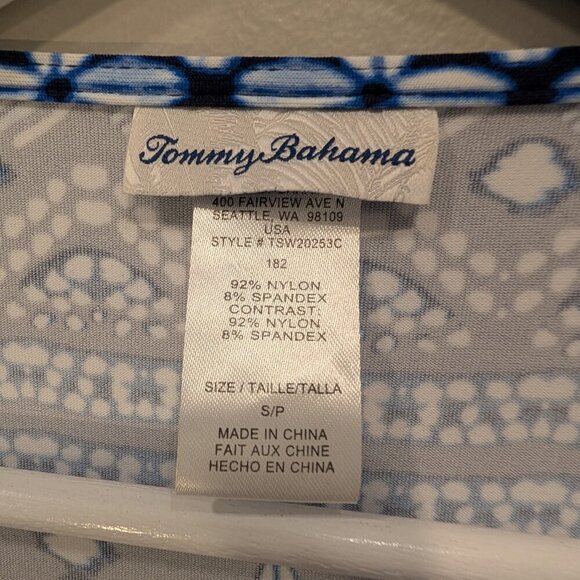 Tommy Bahama
400 FAIRVIEW AVE N
SEATTLE, WA 98109
USA
STYLE # TSW20253C
182
92% NYLON
8% SPANDEX
CONTRAST:
92% NYLON
8% SPANDEX
SIZE / TAILLE/TALLA
S/P
MADE IN CHINA
FAIT AUX CHINE
HECHO EN CHINA